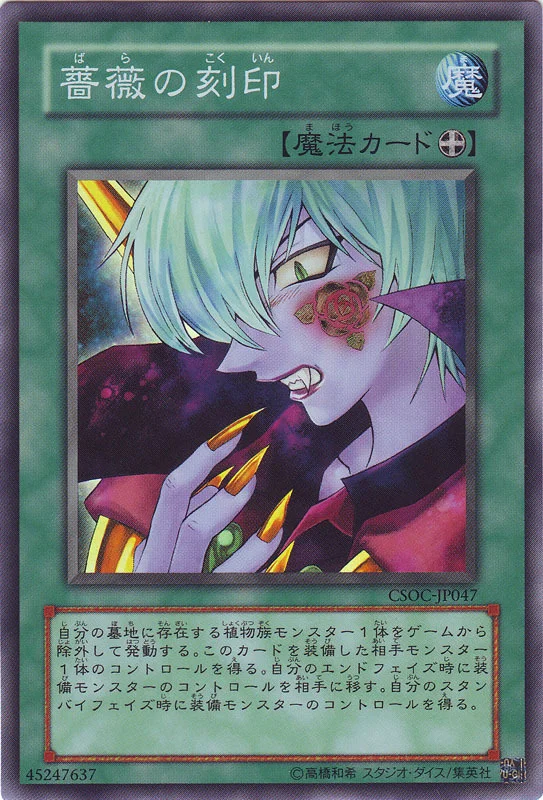 薔薇の刻印
魔
【魔法カード】
CSOC-JP047
自分の墓地に存在する植物族モンスター1体をゲームから
除外して発動する。このカードを装備した相手モンスター
1体のコントロールを得る。自分のエンドフェイズ時に装
備モンスターのコントロールを相手に移す。自分のスタン
バイフェイズ時に装備モンスターのコントロールを得る。
45247637
©高橋和希 スタジオ・ダイス/集英社